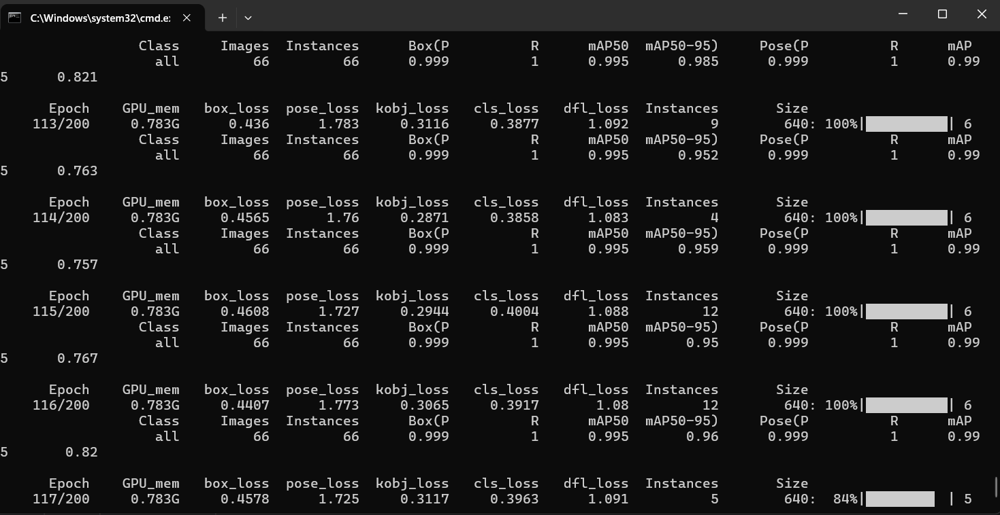 C:\Windows\system32\cmd.e
Class Images Instances Box(P R mAP50 mAP50-95) Pose(P R mAP
all 66 66 0.999 1 0.995 0.985 0.999 1 0.99
5 0.821
Epoch GPU_mem box_loss pose_loss kobj_loss cls_loss dfl_loss Instances Size
113/200 0.783G 0.436 1.783 0.3116 0.3877 1.092 9 640: 100%|██████████| 6
Class Images Instances Box(P R mAP50 mAP50-95) Pose(P R mAP
all 66 66 0.999 1 0.995 0.952 0.999 1 0.99
5 0.763
Epoch GPU_mem box_loss pose_loss kobj_loss cls_loss dfl_loss Instances Size
114/200 0.783G 0.4565 1.76 0.2871 0.3858 1.083 4 640: 100%|██████████| 6
Class Images Instances Box(P R mAP50 mAP50-95) Pose(P R mAP
all 66 66 0.999 1 0.995 0.959 0.999 1 0.99
5 0.757
Epoch GPU_mem box_loss pose_loss kobj_loss cls_loss dfl_loss Instances Size
115/200 0.783G 0.4608 1.727 0.2944 0.4004 1.088 12 640: 100%|██████████| 6
Class Images Instances Box(P R mAP50 mAP50-95) Pose(P R mAP
all 66 66 0.999 1 0.995 0.95 0.999 1 0.99
5 0.767
Epoch GPU_mem box_loss pose_loss kobj_loss cls_loss dfl_loss Instances Size
116/200 0.783G 0.4407 1.773 0.3065 0.3917 1.08 12 640: 100%|██████████| 6
Class Images Instances Box(P R mAP50 mAP50-95) Pose(P R mAP
all 66 66 0.999 1 0.995 0.96 0.999 1 0.99
5 0.82
Epoch GPU_mem box_loss pose_loss kobj_loss cls_loss dfl_loss Instances Size
117/200 0.783G 0.4578 1.725 0.3117 0.3963 1.091 5 640: 84%|████████▍ | 5